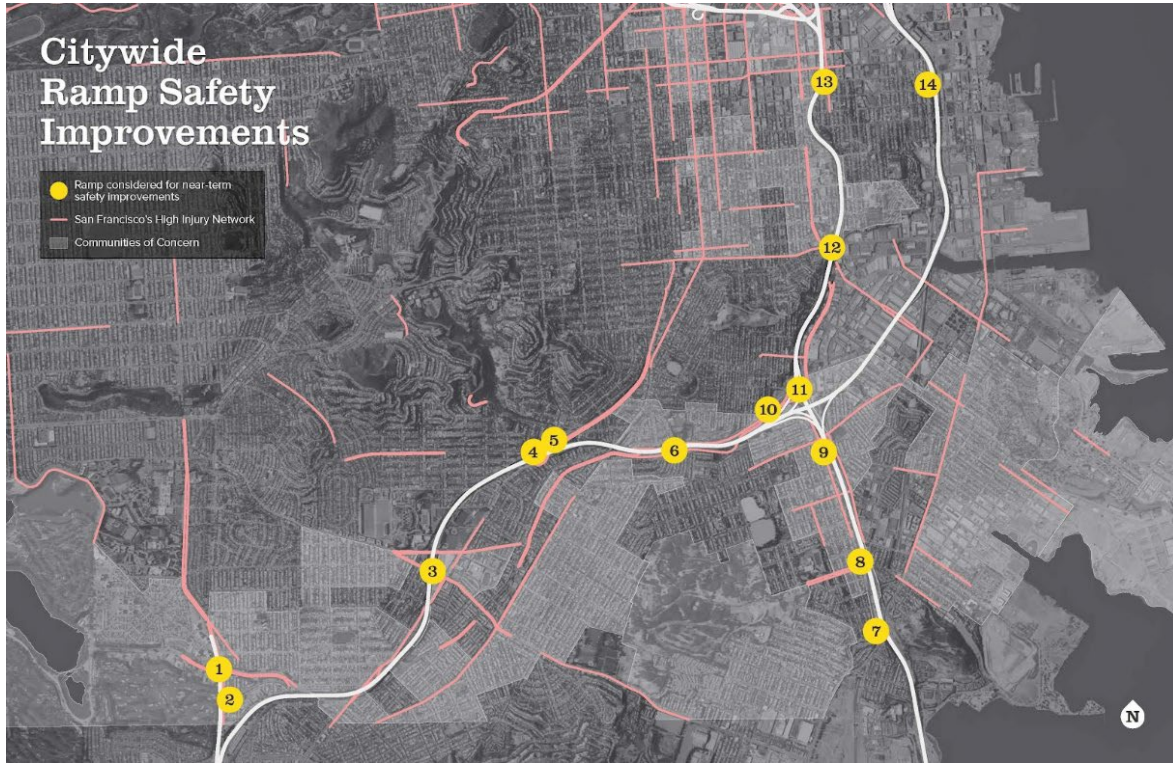 Citywide
Ramp Safety
Improvements
Ramp considered for near-term
safety improvements
San Francisco's High Injury Network
Communities of Concern
13
14
12
11
10
5
4
6
9
3
8
7
1
2
N